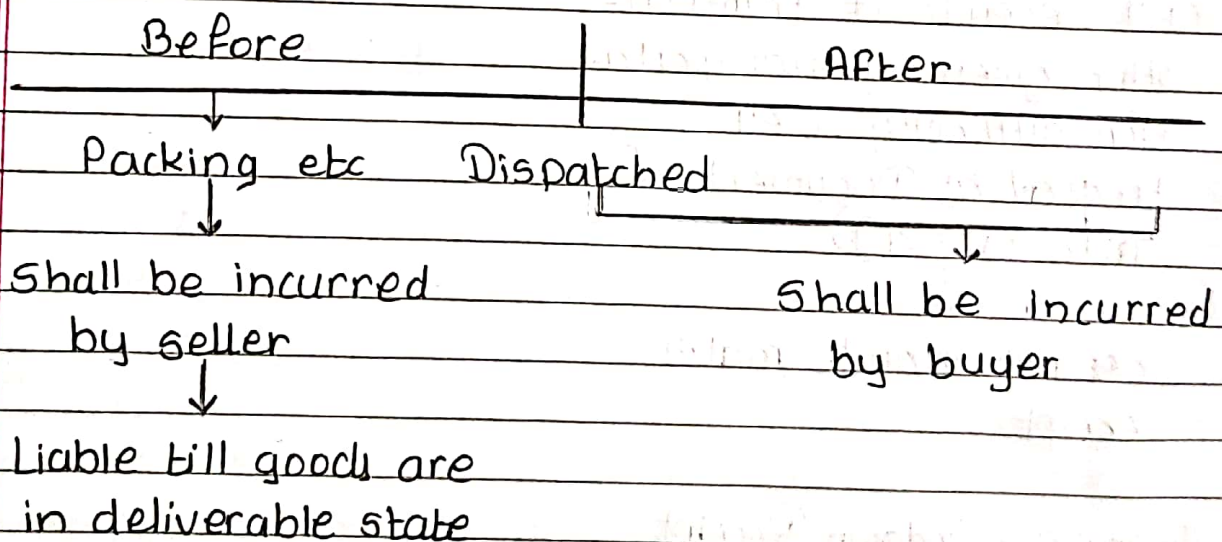 Before
After
Packing etc Dispatched
Shall be incurred
by seller
Shall be incurred
by buyer
Liable till goods are
in deliverable state